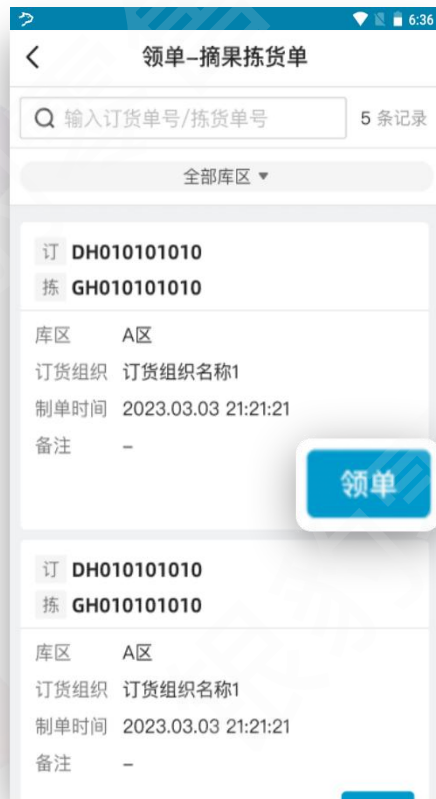 6:36
领单-摘果拣货单
输入订货单号/拣货单号 5 条记录
全部库区 ▼
订 DH010101010
拣 GH010101010
库区 A区
订货组织 订货组织名称1
制单时间 2023.03.03 21:21:21
备注 -
领单
订 DH010101010
拣 GH010101010
库区 A区
订货组织 订货组织名称1
制单时间 2023.03.03 21:21:21
备注 -